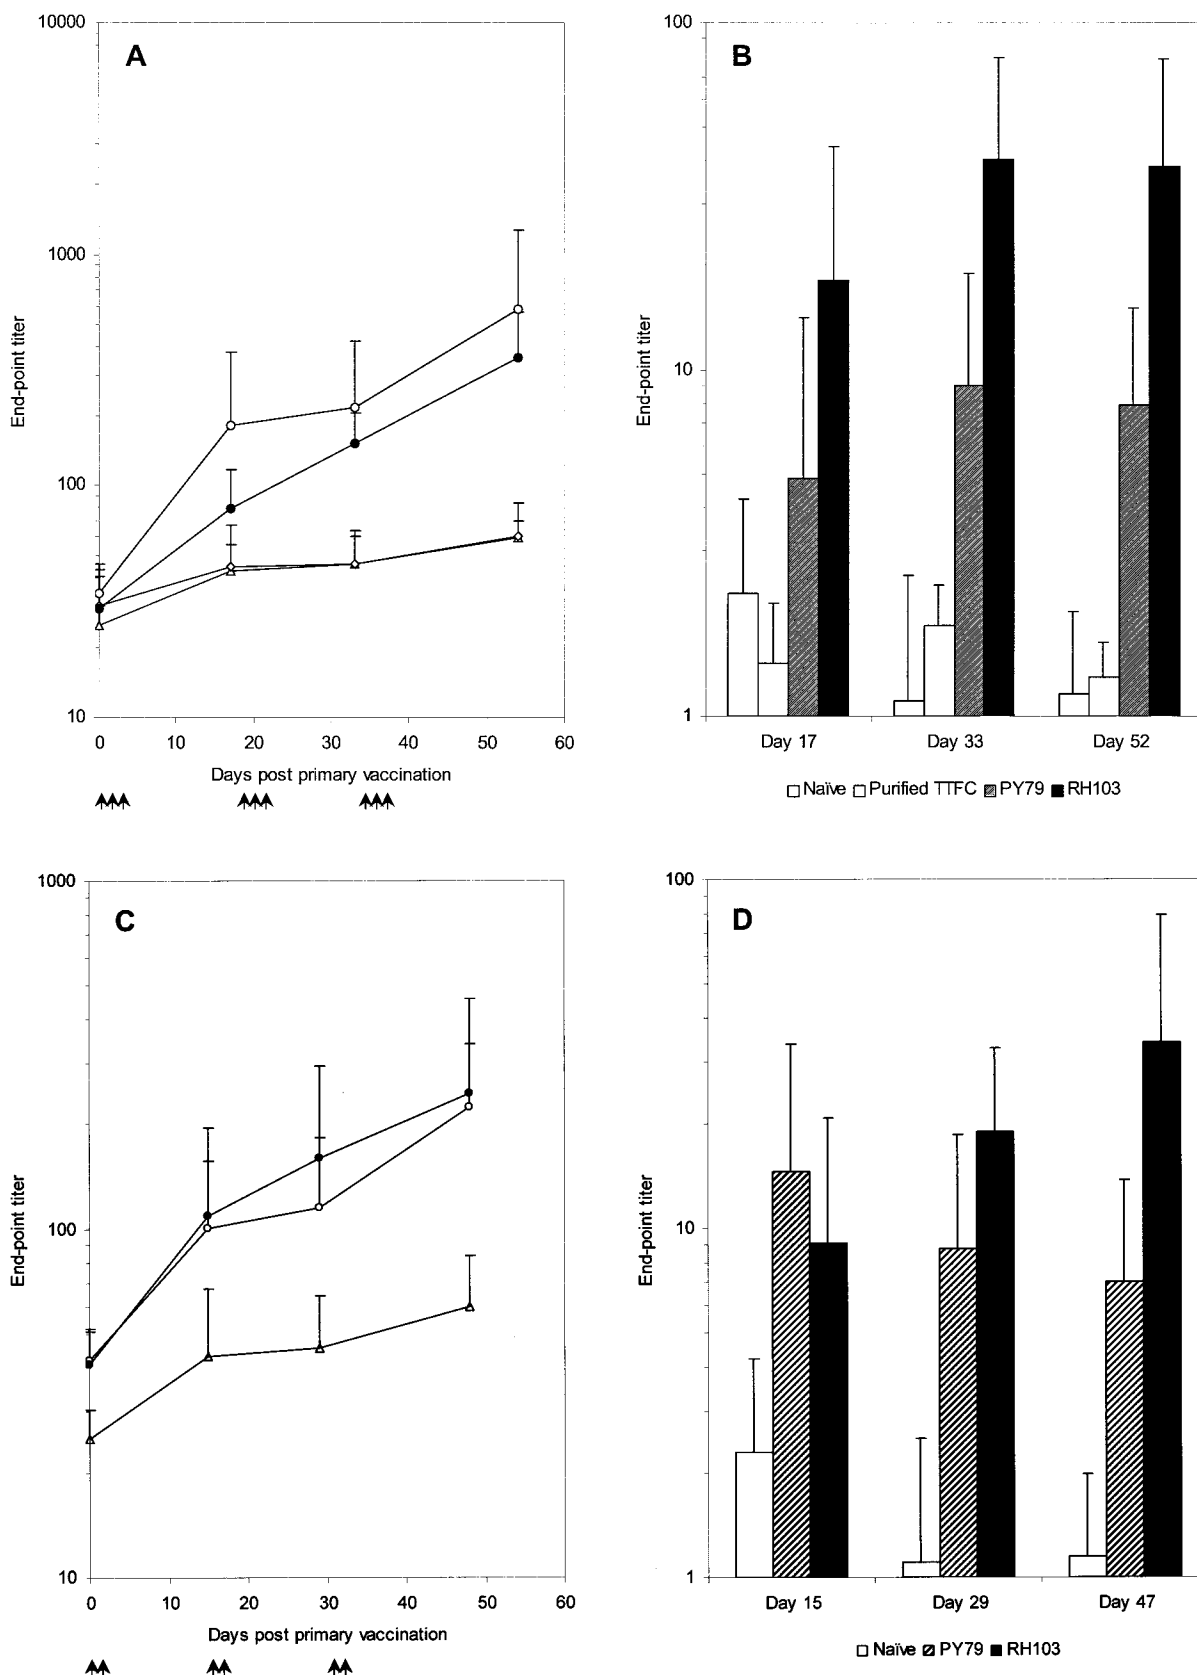 A
10000
1000
100
10
End-point titer
0 10 20 30 40 50 60
Days post primary vaccination
B
100
10
1
End-point titer
Day 17 Day 33 Day 52
Naïve Purified TTFC PY79 RH103
C
1000
100
10
End-point titer
0 10 20 30 40 50 60
Days post primary vaccination
D
100
10
1
End-point titer
Day 15 Day 29 Day 47
Naïve PY79 RH103